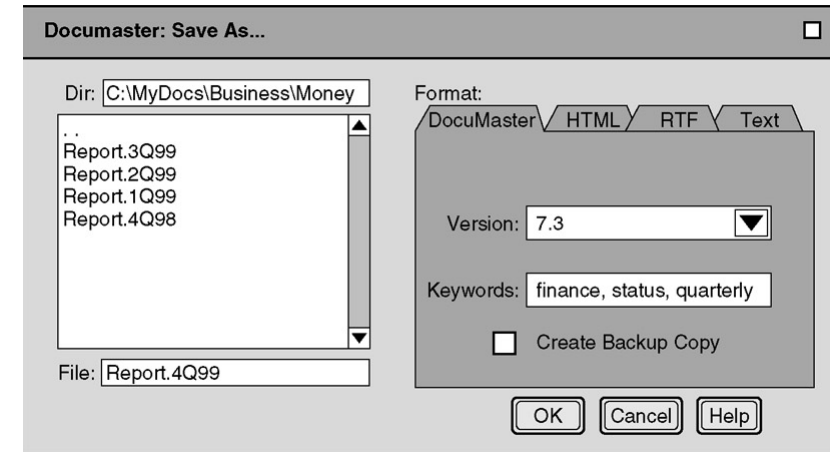 Documaster: Save As...
Dir: C:\MyDocs\Business\Money
. .
Report.3Q99
Report.2Q99
Report.1Q99
Report.4Q98
File: Report.4Q99
Format:
DocuMaster HTML RTF Text
Version: 7.3
Keywords: finance, status, quarterly
Create Backup Copy
OK Cancel Help